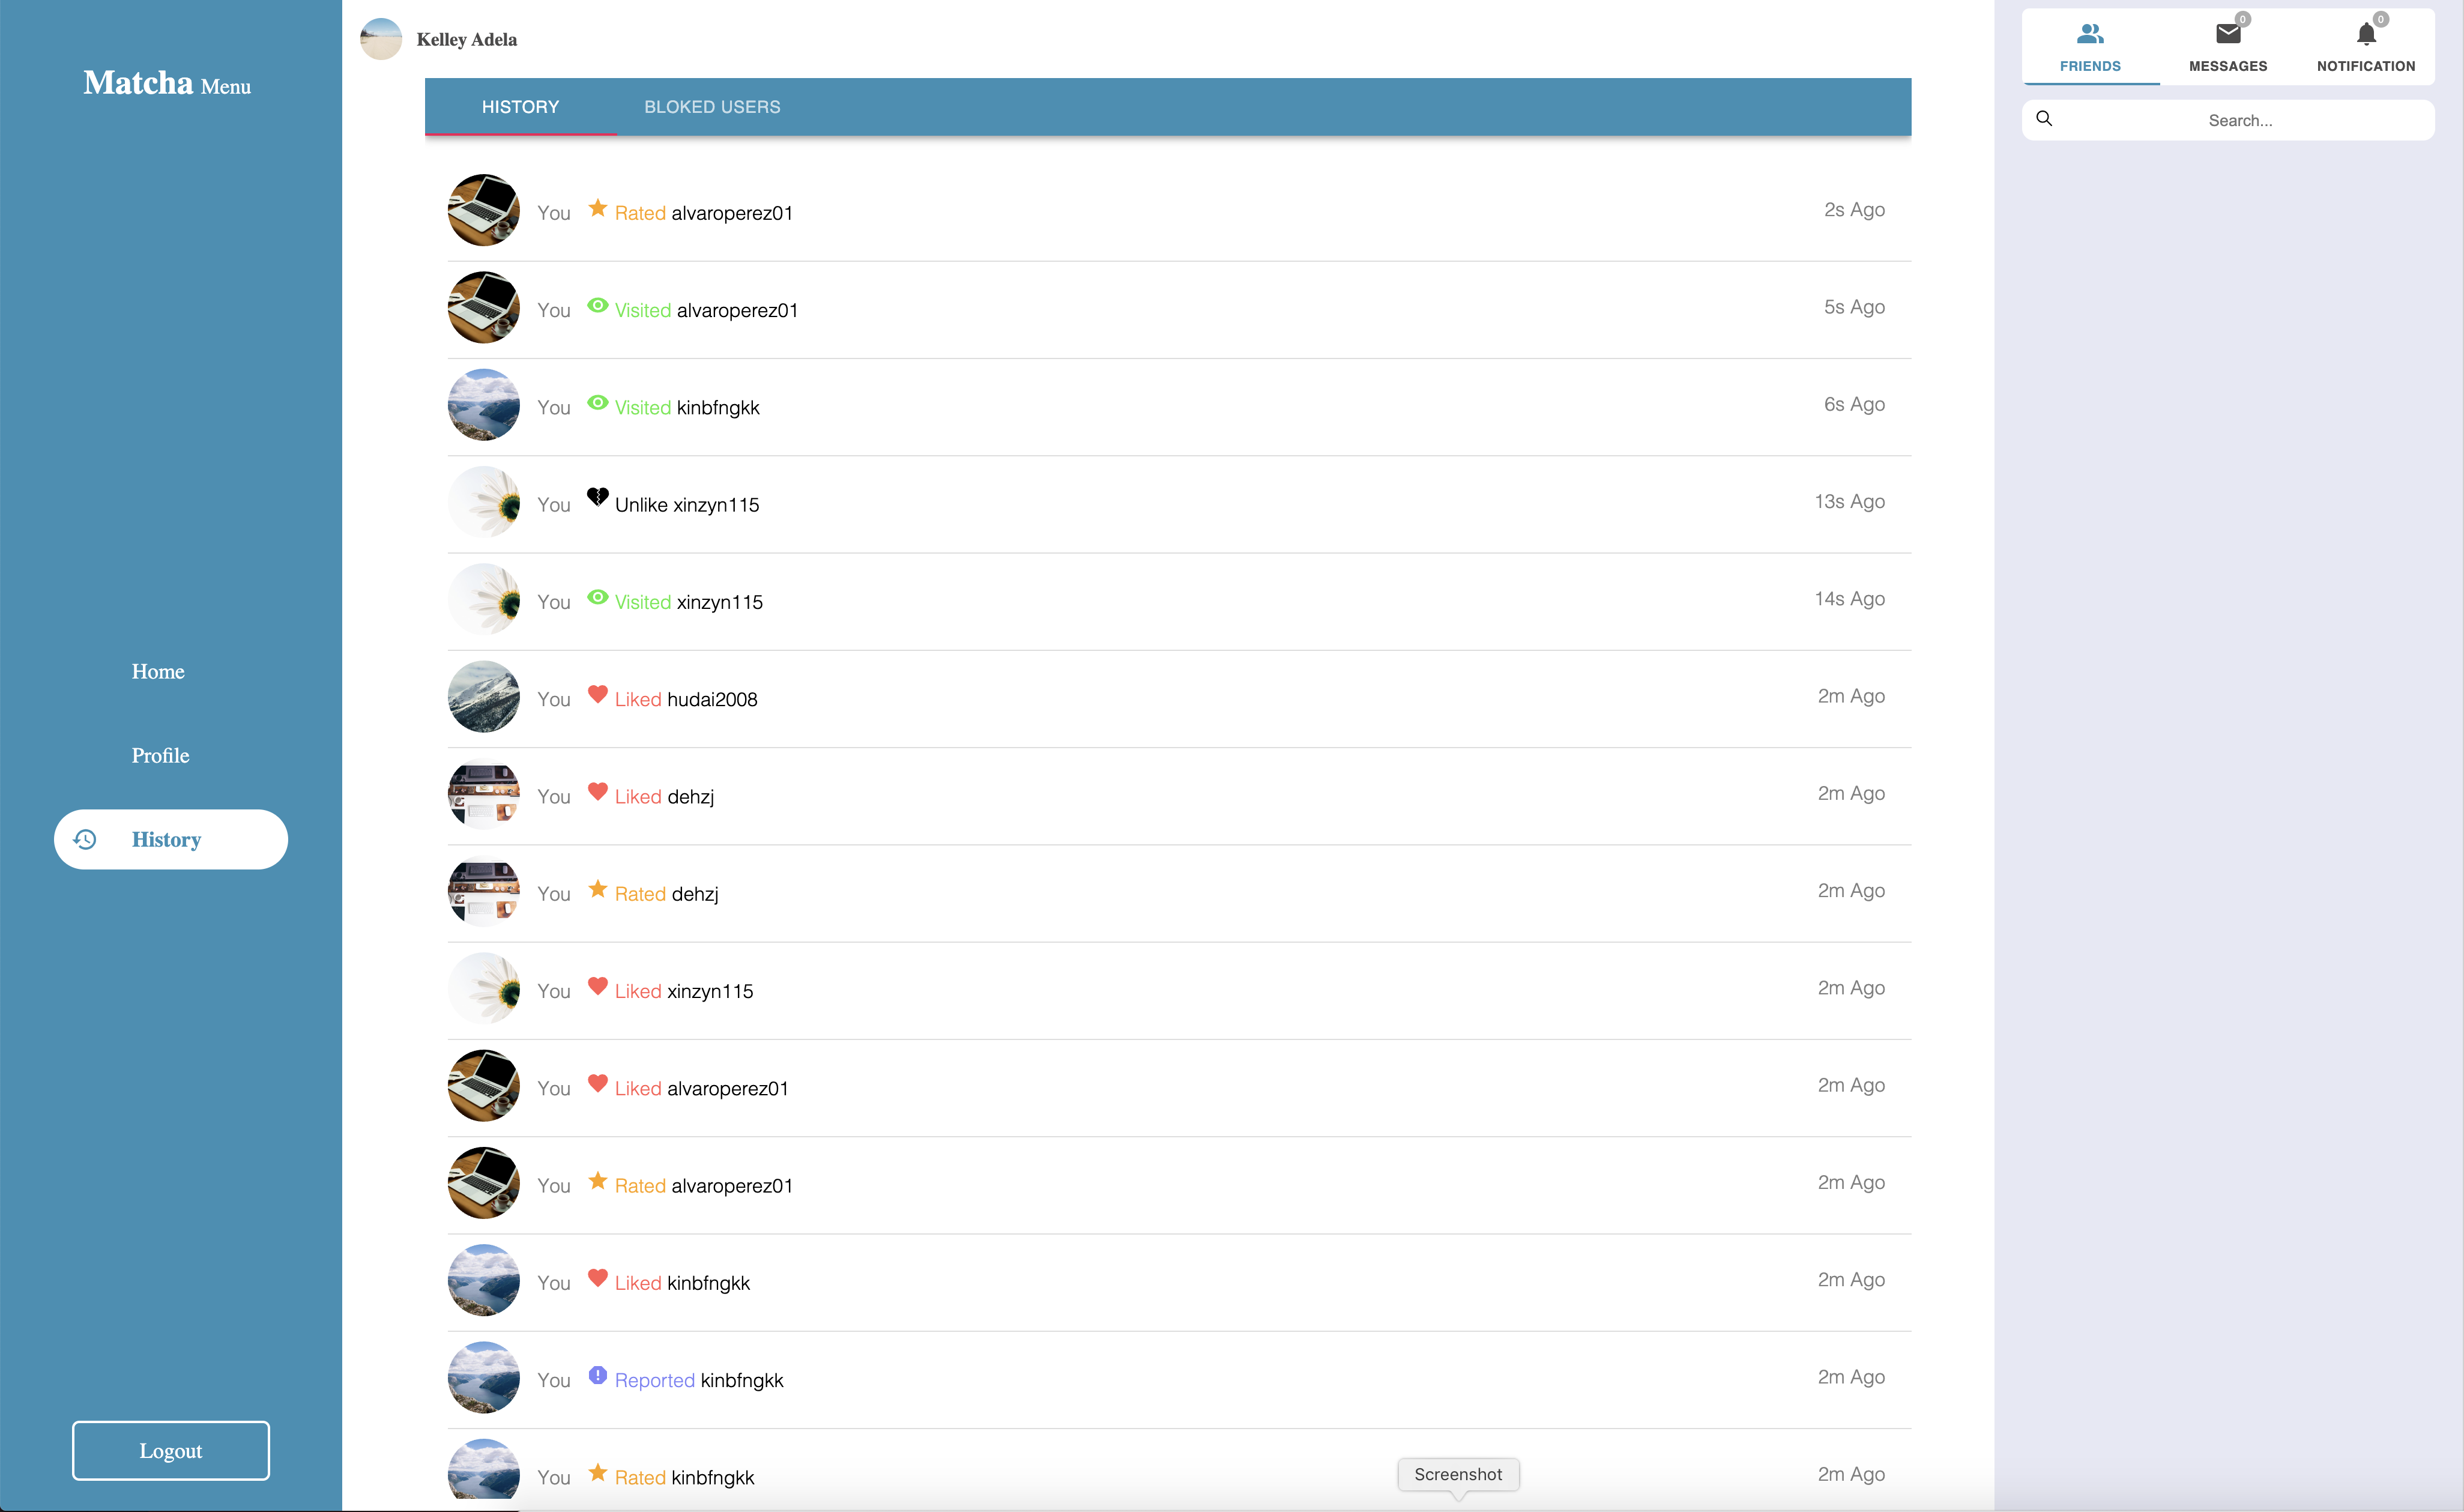 Matcha Menu
Home
Profile
History
Logout
Kelley Adela
HISTORY BLOKED USERS
You Rated alvaroperez01 2s Ago
You Visited alvaroperez01 5s Ago
You Visited kinbfngkk 6s Ago
You Unlike xinzyn115 13s Ago
You Visited xinzyn115 14s Ago
You Liked hudai2008 2m Ago
You Liked dehzj 2m Ago
You Rated dehzj 2m Ago
You Liked xinzyn115 2m Ago
You Liked alvaroperez01 2m Ago
You Rated alvaroperez01 2m Ago
You Liked kinbfngkk 2m Ago
You Reported kinbfngkk 2m Ago
You Rated kinbfngkk 2m Ago
Screenshot
0 0
FRIENDS MESSAGES NOTIFICATION
Search...